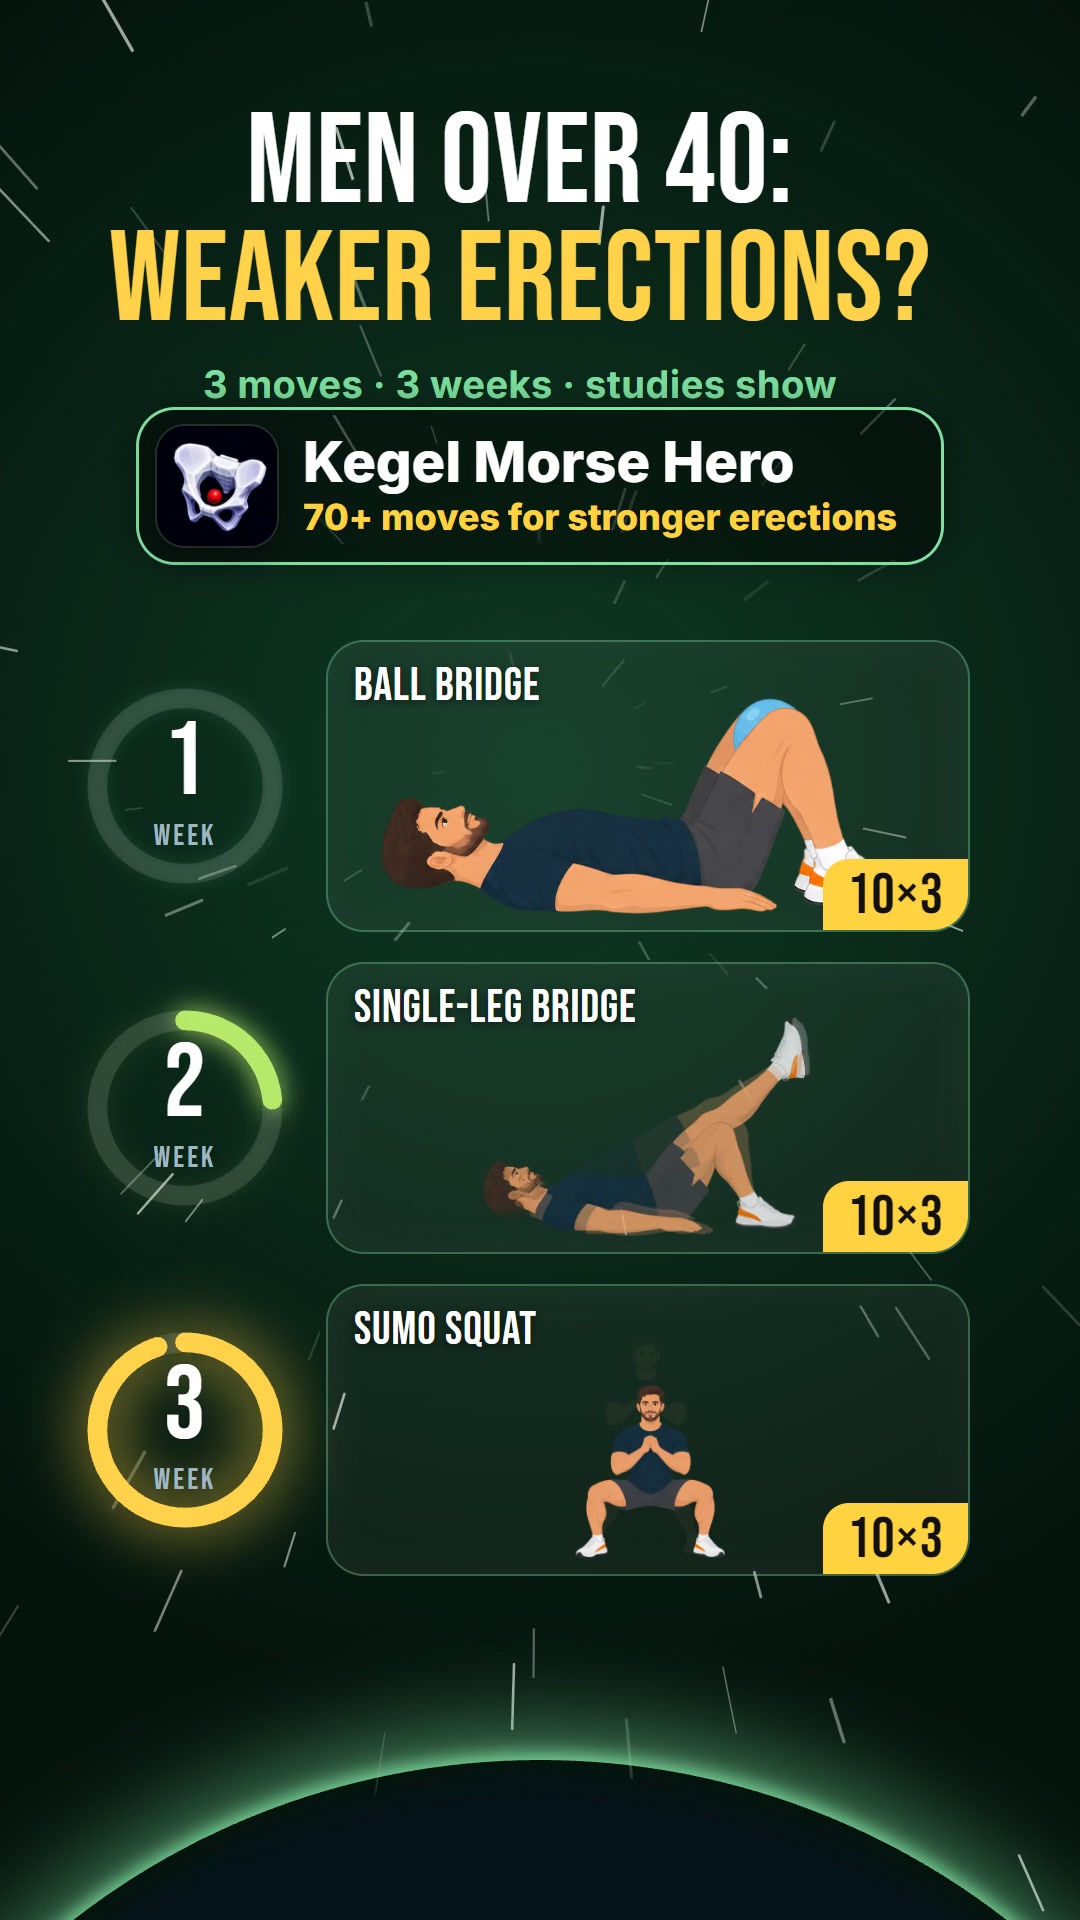 MEN OVER 40:
WEAKER ERECTIONS?
3 moves · 3 weeks · studies show
Kegel Morse Hero
70+ moves for stronger erections
1
WEEK
BALL BRIDGE
10×3
2
WEEK
SINGLE-LEG BRIDGE
10×3
3
WEEK
SUMO SQUAT
10×3